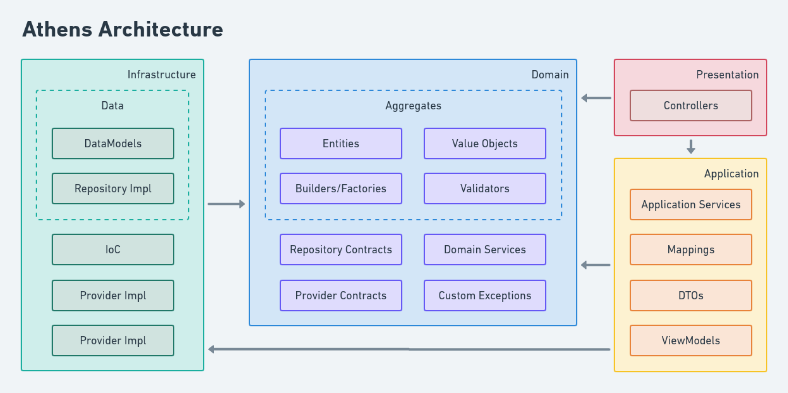 Athens Architecture
Infrastructure
Data
DataModels
Repository Impl
IoC
Provider Impl
Provider Impl
Domain
Aggregates
Entities
Value Objects
Builders/Factories
Validators
Repository Contracts
Domain Services
Provider Contracts
Custom Exceptions
Presentation
Controllers
Application
Application Services
Mappings
DTOs
ViewModels